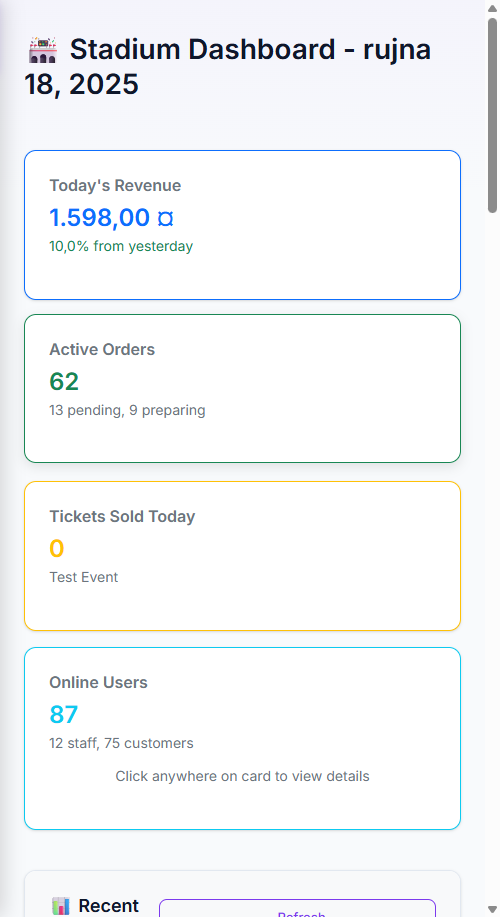 🏟️ Stadium Dashboard - rujna
18, 2025
Today's Revenue
1.598,00 ¤
10,0% from yesterday
Active Orders
62
13 pending, 9 preparing
Tickets Sold Today
0
Test Event
Online Users
87
12 staff, 75 customers
Click anywhere on card to view details
📊 Recent
Refresh